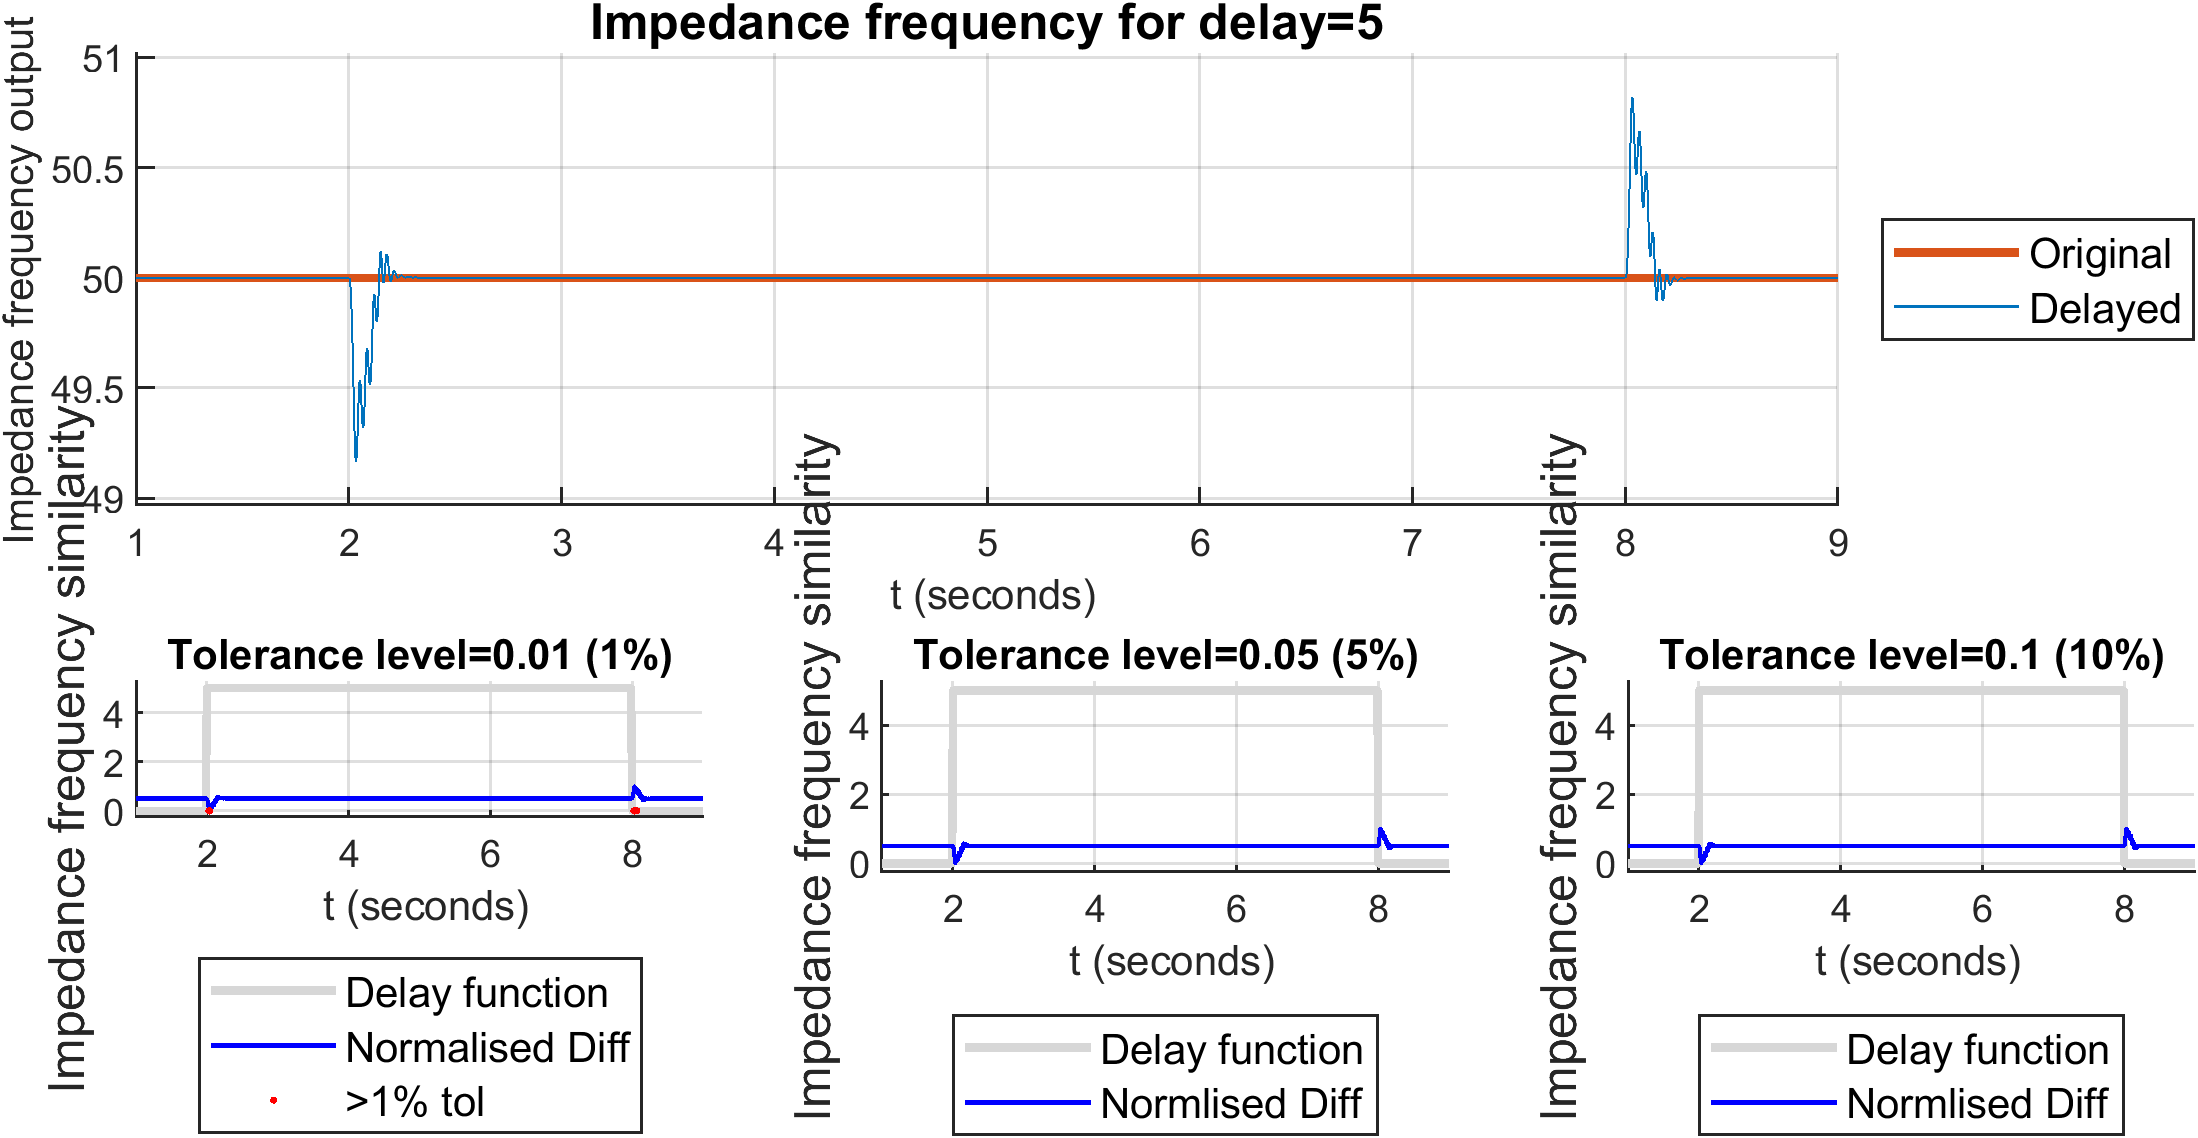 Impedance frequency for delay=5
Impedance frequency output
51
50.5
50
49.5
49
1 2 3 4 5 6 7 8 9
t (seconds)
Original
Delayed
Tolerance level=0.01 (1%)
Impedance frequency similarity
4
2
0
2 4 6 8
t (seconds)
Delay function
Normalised Diff
>1% tol
Tolerance level=0.05 (5%)
Impedance frequency similarity
4
2
0
2 4 6 8
t (seconds)
Delay function
Normlised Diff
Tolerance level=0.1 (10%)
Impedance frequency similarity
4
2
0
2 4 6 8
t (seconds)
Delay function
Normlised Diff